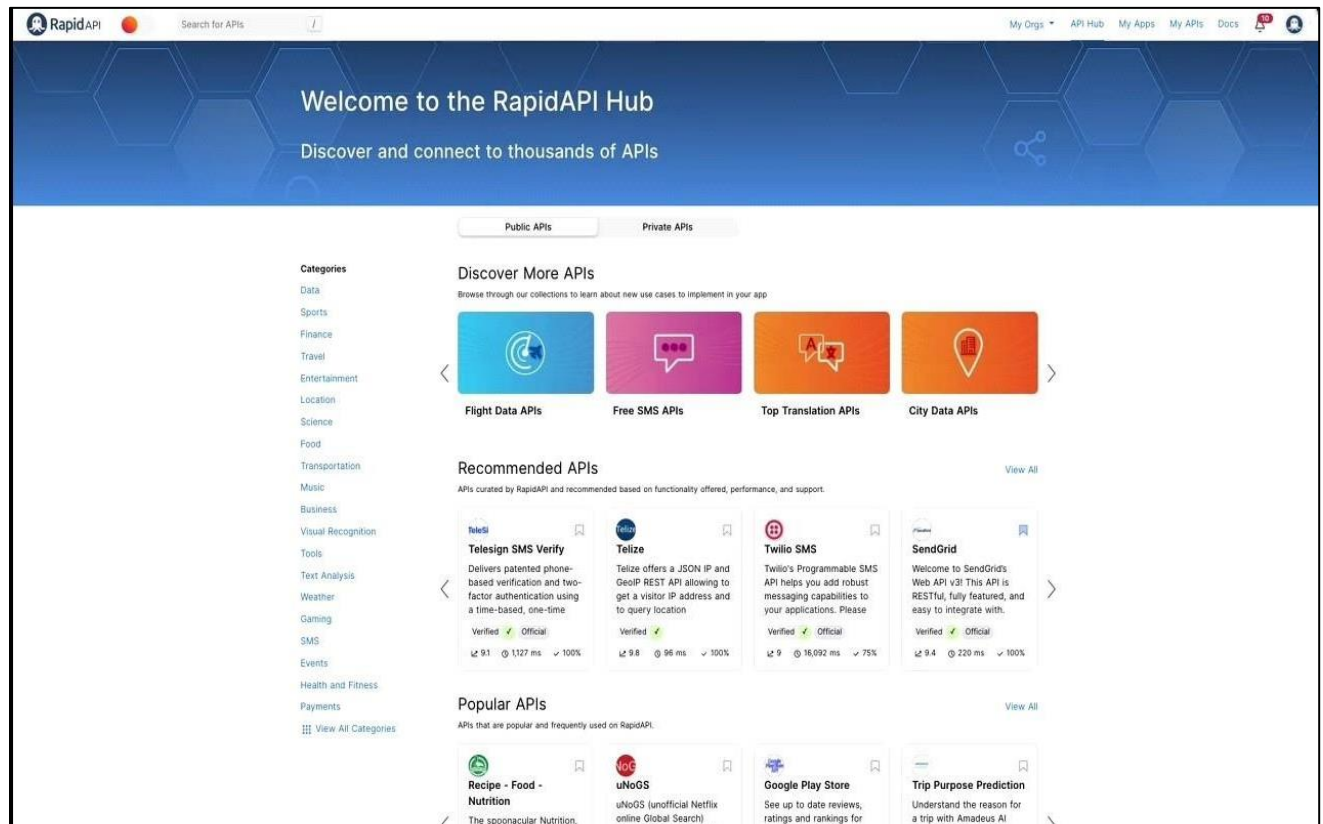 RapidAPI
Search for APIs
/
My Orgs
API Hub
My Apps
My APIs
Docs
10
Welcome to the RapidAPI Hub
Discover and connect to thousands of APIs
Public APIs
Private APIs
Categories
Data
Sports
Finance
Travel
Entertainment
Location
Science
Food
Transportation
Music
Business
Visual Recognition
Tools
Text Analysis
Weather
Gaming
SMS
Events
Health and Fitness
Payments
View All Categories
Discover More APIs
Browse through our collections to learn about new use cases to implement in your app
A
Flight Data APIs
Free SMS APIs
Top Translation APIs
City Data APIs
Recommended APIs
View All
APIs curated by RapidAPI and recommended based on functionality offered, performance, and support.
TeleSi
Telesign SMS Verify
Delivers patented phone-
based verification and two-
factor authentication using
a time-based, one-time
Verified ✓ Official
9.1 1,127 ms ✓ 100%
Telize
Telize
Telize offers a JSON IP and
GeoIP REST API allowing to
get a visitor IP address and
to query location
Verified ✓
9.8 96 ms ✓ 100%
Twilio SMS
Twilio's Programmable SMS
API helps you add robust
messaging capabilities to
your applications. Please
Verified ✓ Official
9 16,092 ms ✓ 75%
SendGrid
Welcome to SendGrid's
Web API v3! This API is
RESTful, fully featured, and
easy to integrate with.
Verified ✓ Official
9.4 220 ms ✓ 100%
Popular APIs
View All
APIs that are popular and frequently used on RapidAPI.
Recipe - Food -
Nutrition
The spoonacular Nutrition,
NoG
uNoGS
uNoGS (unofficial Netflix
online Global Search)
Google Play Store
See up to date reviews,
ratings and rankings for
Trip Purpose Prediction
Understand the reason for
a trip with Amadeus AI